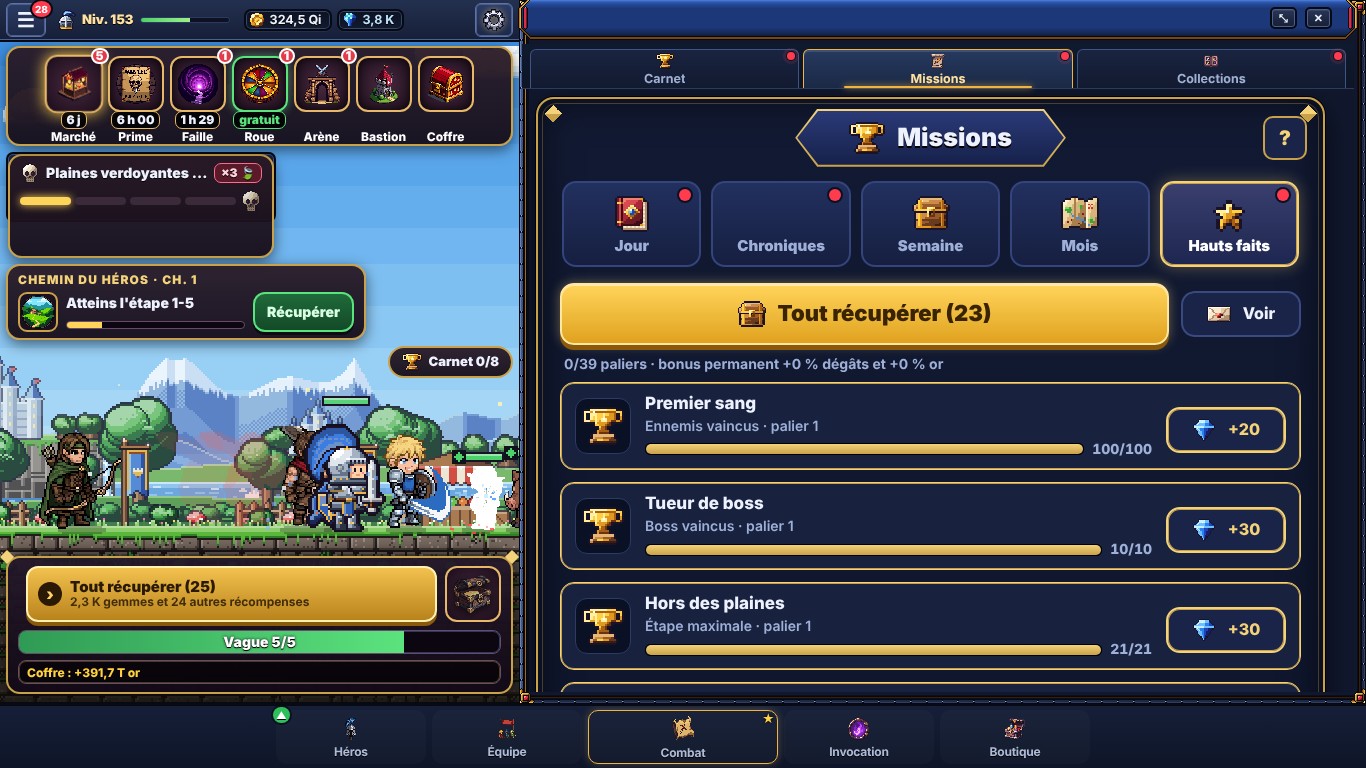 28
Niv. 153
324,5 Qi
3,8 K
5
1
1
1
6 j
6 h 00
1 h 29
gratuit
Marché
Prime
Faille
Roue
Arène
Bastion
Coffre
Plaines verdoyantes ...
×3
CHEMIN DU HÉROS · CH. 1
Atteins l'étape 1-5
Récupérer
Carnet 0/8
Tout récupérer (25)
2,3 K gemmes et 24 autres récompenses
Vague 5/5
Coffre : +391,7 T or
Carnet
Missions
Collections
Missions
?
Jour
Chroniques
Semaine
Mois
Hauts faits
Tout récupérer (23)
Voir
0/39 paliers · bonus permanent +0 % dégâts et +0 % or
Premier sang
Ennemis vaincus · palier 1
100/100
+20
Tueur de boss
Boss vaincus · palier 1
10/10
+30
Hors des plaines
Étape maximale · palier 1
21/21
+30
Héros
Équipe
Combat
Invocation
Boutique